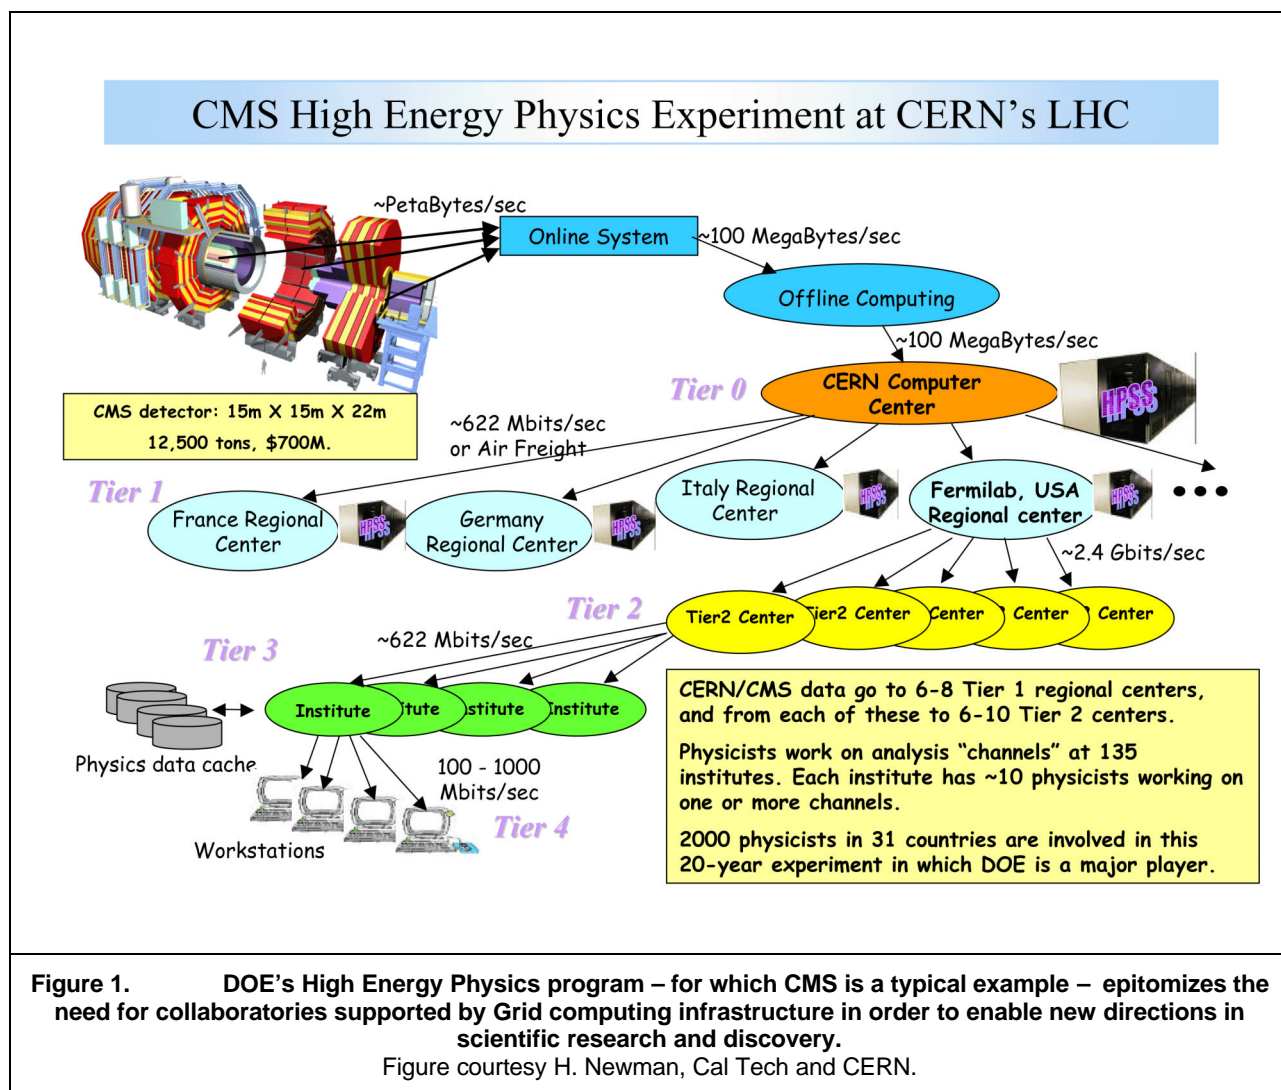 CMS High Energy Physics Experiment at CERN’s LHC
~PetaBytes/sec
Online System
~100 MegaBytes/sec
Offline Computing
~100 MegaBytes/sec
Tier 0
CERN Computer
Center
HPSS
CMS detector: 15m X 15m X 22m
12,500 tons, $700M.
~622 Mbits/sec
or Air Freight
Tier 1
France Regional
Center
HPSS
Germany
Regional Center
HPSS
Italy Regional
Center
HPSS
Fermilab, USA
Regional center
HPSS
~2.4 Gbits/sec
Tier 2
Tier2 Center
Tier2 Center
Center
Center
Center
~622 Mbits/sec
Tier 3
Institute
Institute
Institute
Institute
Physics data cache
100 - 1000
Mbits/sec
Tier 4
Workstations
CERN/CMS data go to 6-8 Tier 1 regional centers,
and from each of these to 6-10 Tier 2 centers.
Physicists work on analysis “channels” at 135
institutes. Each institute has ~10 physicists working on
one or more channels.
2000 physicists in 31 countries are involved in this
20-year experiment in which DOE is a major player.
Figure 1. DOE’s High Energy Physics program – for which CMS is a typical example – epitomizes the
need for collaboratories supported by Grid computing infrastructure in order to enable new directions in
scientific research and discovery.
Figure courtesy H. Newman, Cal Tech and CERN.